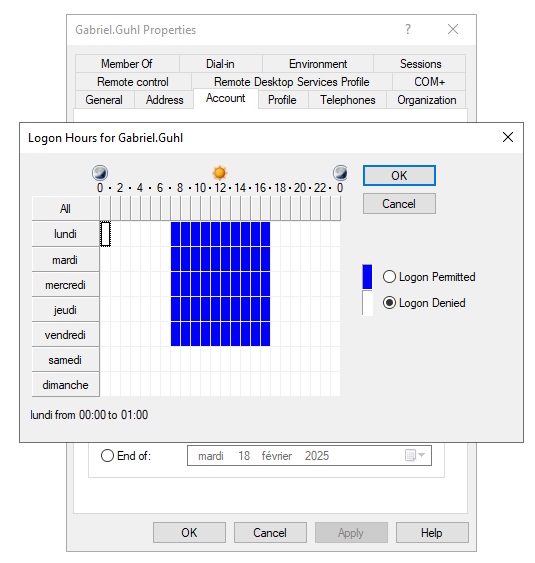 Gabriel.Guhl Properties
?
Member Of Dial-in Environment Sessions
Remote control Remote Desktop Services Profile COM+
General Address Account Profile Telephones Organization
Logon Hours for Gabriel.Guhl
0 · 2 · 4 · 6 · 8 · 10 · 12 · 14 · 16 · 18 · 20 · 22 · 0
OK
Cancel
All
lundi
mardi
mercredi
jeudi
vendredi
samedi
dimanche
Logon Permitted
Logon Denied
lundi from 00:00 to 01:00
End of: mardi 18 février 2025
OK Cancel Apply Help